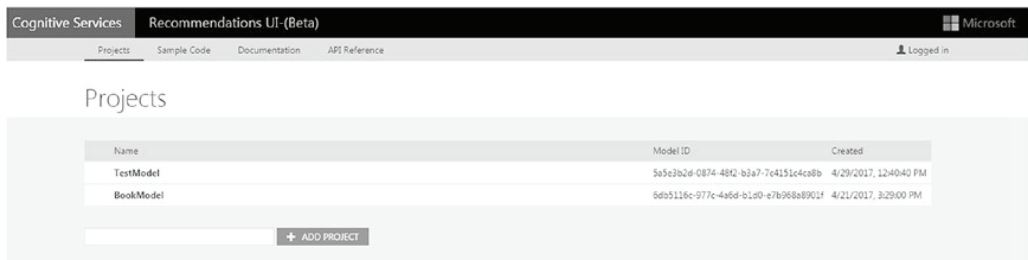 Cognitive Services Recommendations UI-(Beta) Microsoft
Projects Sample Code Documentation API Reference Logged in
Projects
Name Model ID Created
TestModel 5a5e3b2d-0874-48f2-b3a7-7c4151c4ca8b 4/29/2017, 12:40:40 PM
BookModel 6db5116c-977c-4a6d-b1d0-e7b968a8901f 4/21/2017, 3:29:00 PM
+ ADD PROJECT